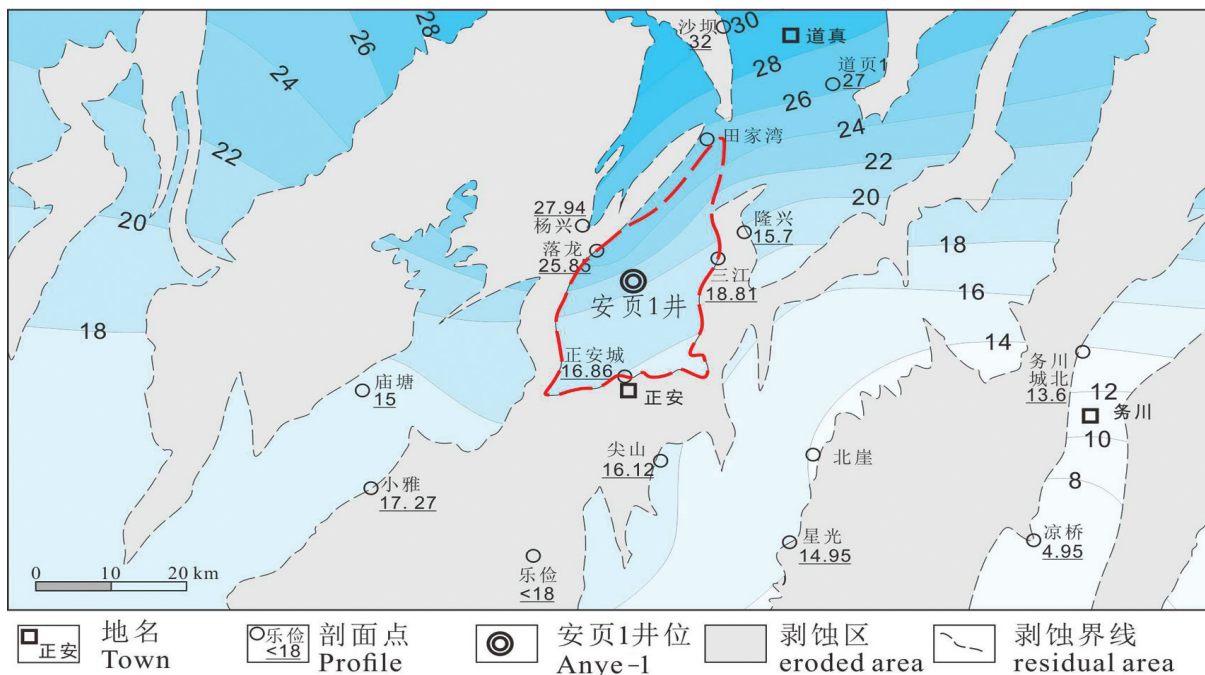 28
26
24
22
20
18
沙坝
32
30
道真
28
道页1
27
26
24
22
20
18
16
14
田家湾
27.94
杨兴
落龙
25.85
隆兴
15.7
三江
18.81
安页1井
正安城
16.86
正安
庙塘
15
小雅
17.27
尖山
16.12
乐俭
<18
北崖
星光
14.95
务川
城北
13.6
12
务川
10
8
凉桥
4.95
0 10 20 km
正安
地名
Town
乐俭
<18
剖面点
Profile
安页1井位
Anye-1
剥蚀区
eroded area
剥蚀界线
residual area